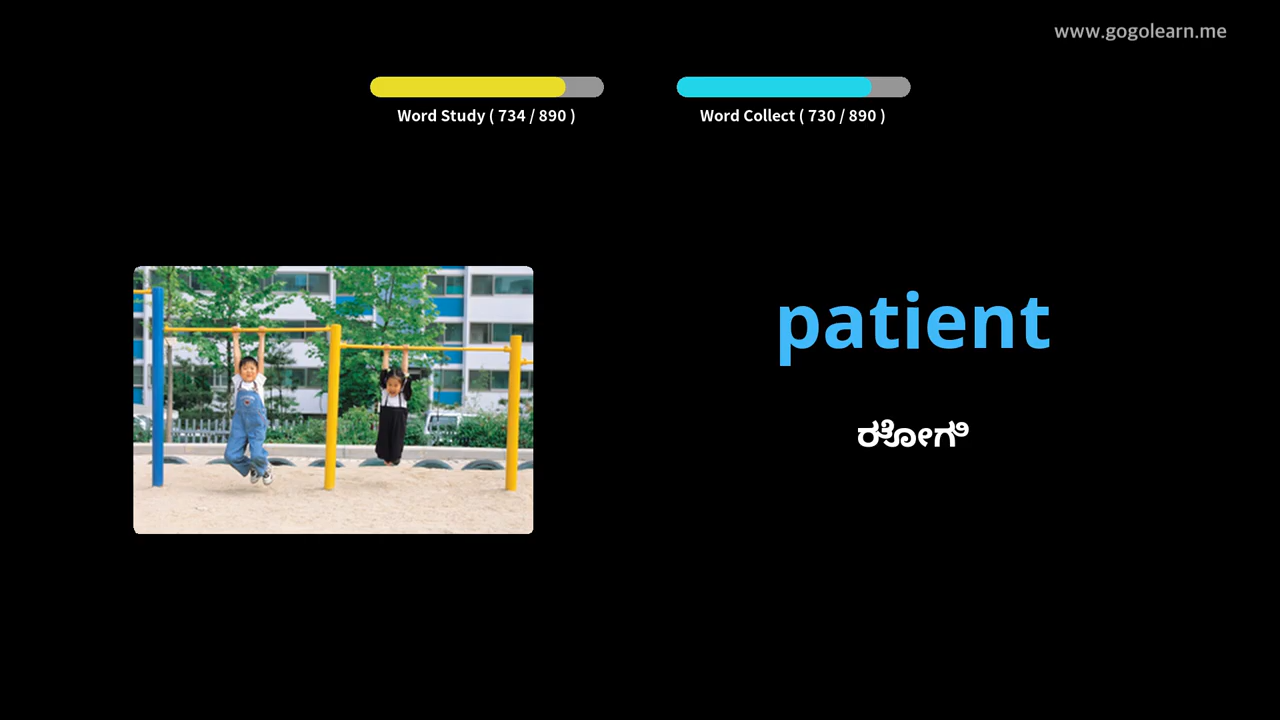 www.gogolearn.me
Word Study ( 734 / 890 )
Word Collect ( 730 / 890 )
patient
ರೋಗಿ